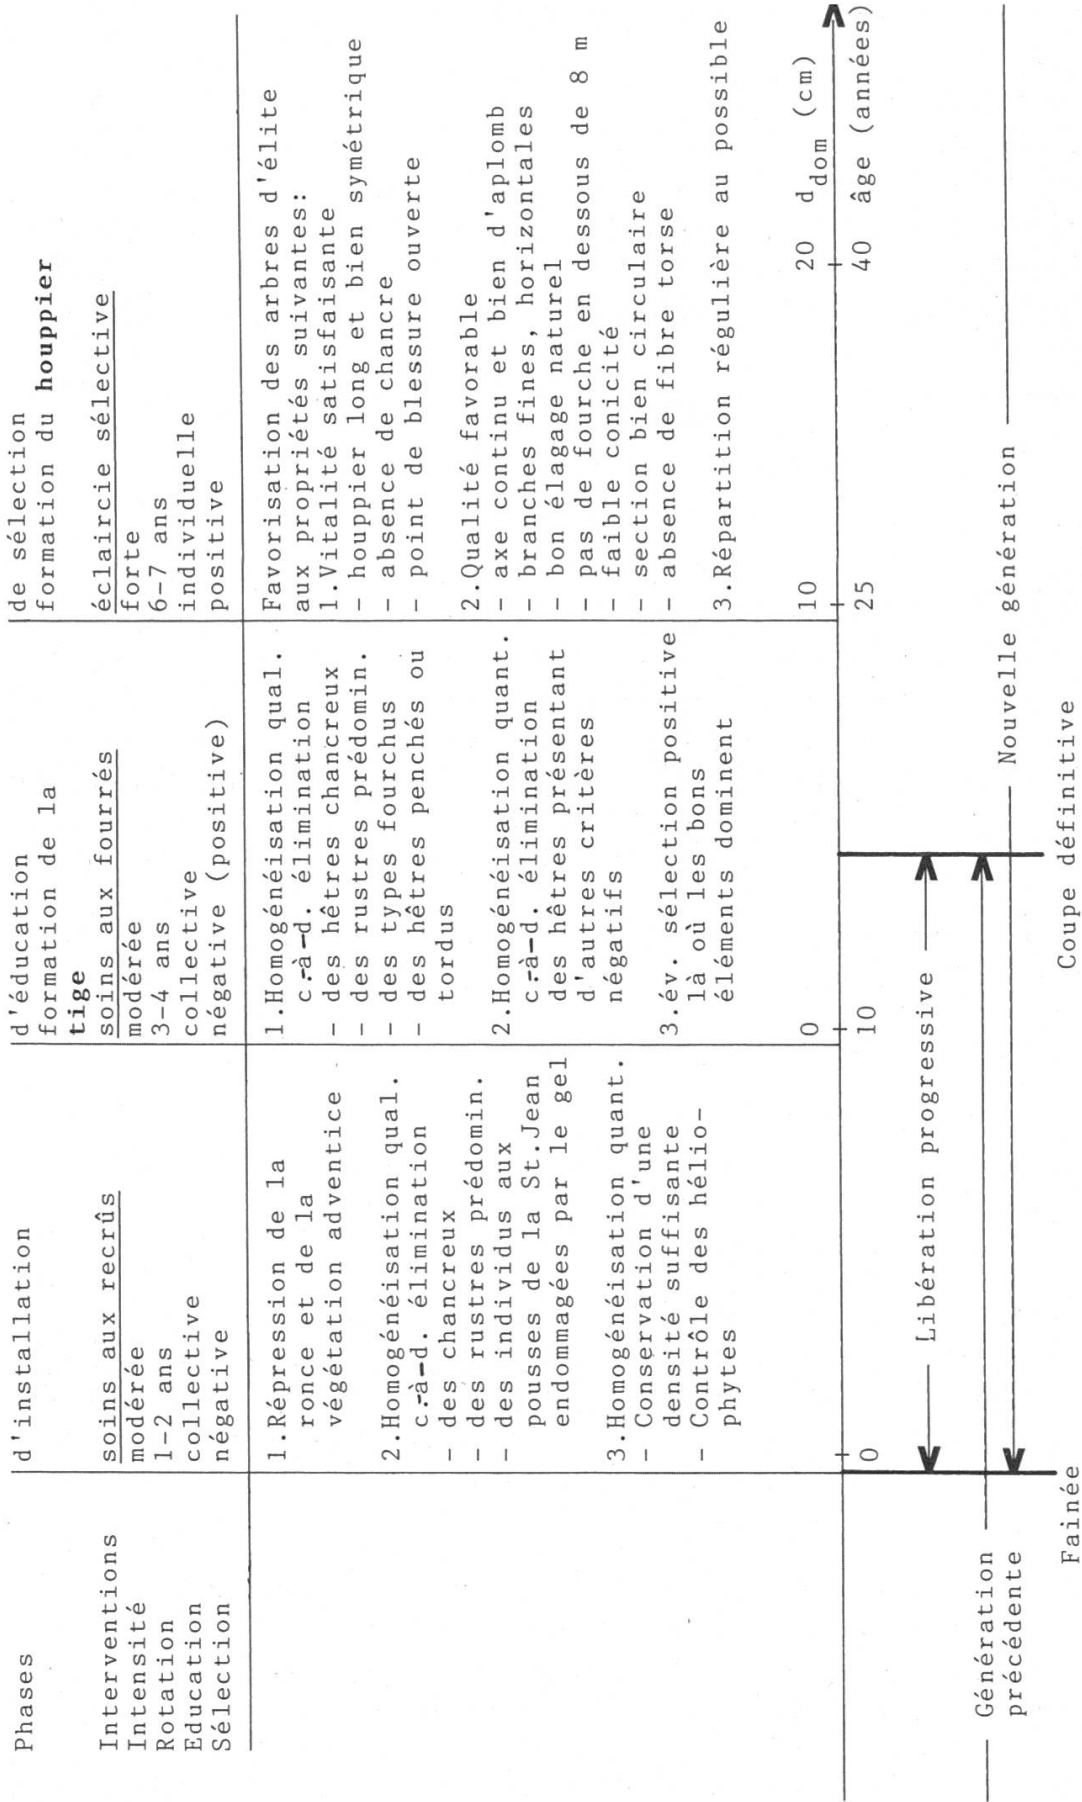 Phases
Interventions
Intensité
Rotation
Education
Sélection
d'installation
soins aux recrûs
modérée
1-2 ans
collective
négative
1.Répression de la
ronce et de la
végétation adventice
2.Homogénéisation qual.
c.-à-d. élimination
- des chancreux
- des rustres prédomin.
- des individus aux
pousses de la St.Jean
endommagées par le gel
3.Homogénéisation quant.
- Conservation d'une
densité suffisante
- Contrôle des hélio-
phytes
d'éducation
formation de la
tige
soins aux fourrés
modérée
3-4 ans
collective
négative (positive)
1.Homogénéisation qual.
c.-à-d. élimination
- des hêtres chancreux
- des rustres prédomin.
- des types fourchus
- des hêtres penchés ou
tordus
2.Homogénéisation quant.
c.-à-d. élimination
des hêtres présentant
d'autres critères
négatifs
3.év. sélection positive
là où les bons
éléments dominent
de sélection
formation du houppier
éclaircie sélective
forte
6-7 ans
individuelle
positive
Favorisation des arbres d'élite
aux propriétés suivantes:
1.Vitalité satisfaisante
- houppier long et bien symétrique
- absence de chancre
- point de blessure ouverte
2.Qualité favorable
- axe continu et bien d'aplomb
- branches fines, horizontales
- bon élagage naturel
- pas de fourche en dessous de 8 m
- faible conicité
- section bien circulaire
- absence de fibre torse
3.Répartition régulière au possible
0 10 20 d dom (cm)
0 10 25 40 âge (années)
Libération progressive
Génération
précédente
Nouvelle génération
Fainée
Coupe définitive